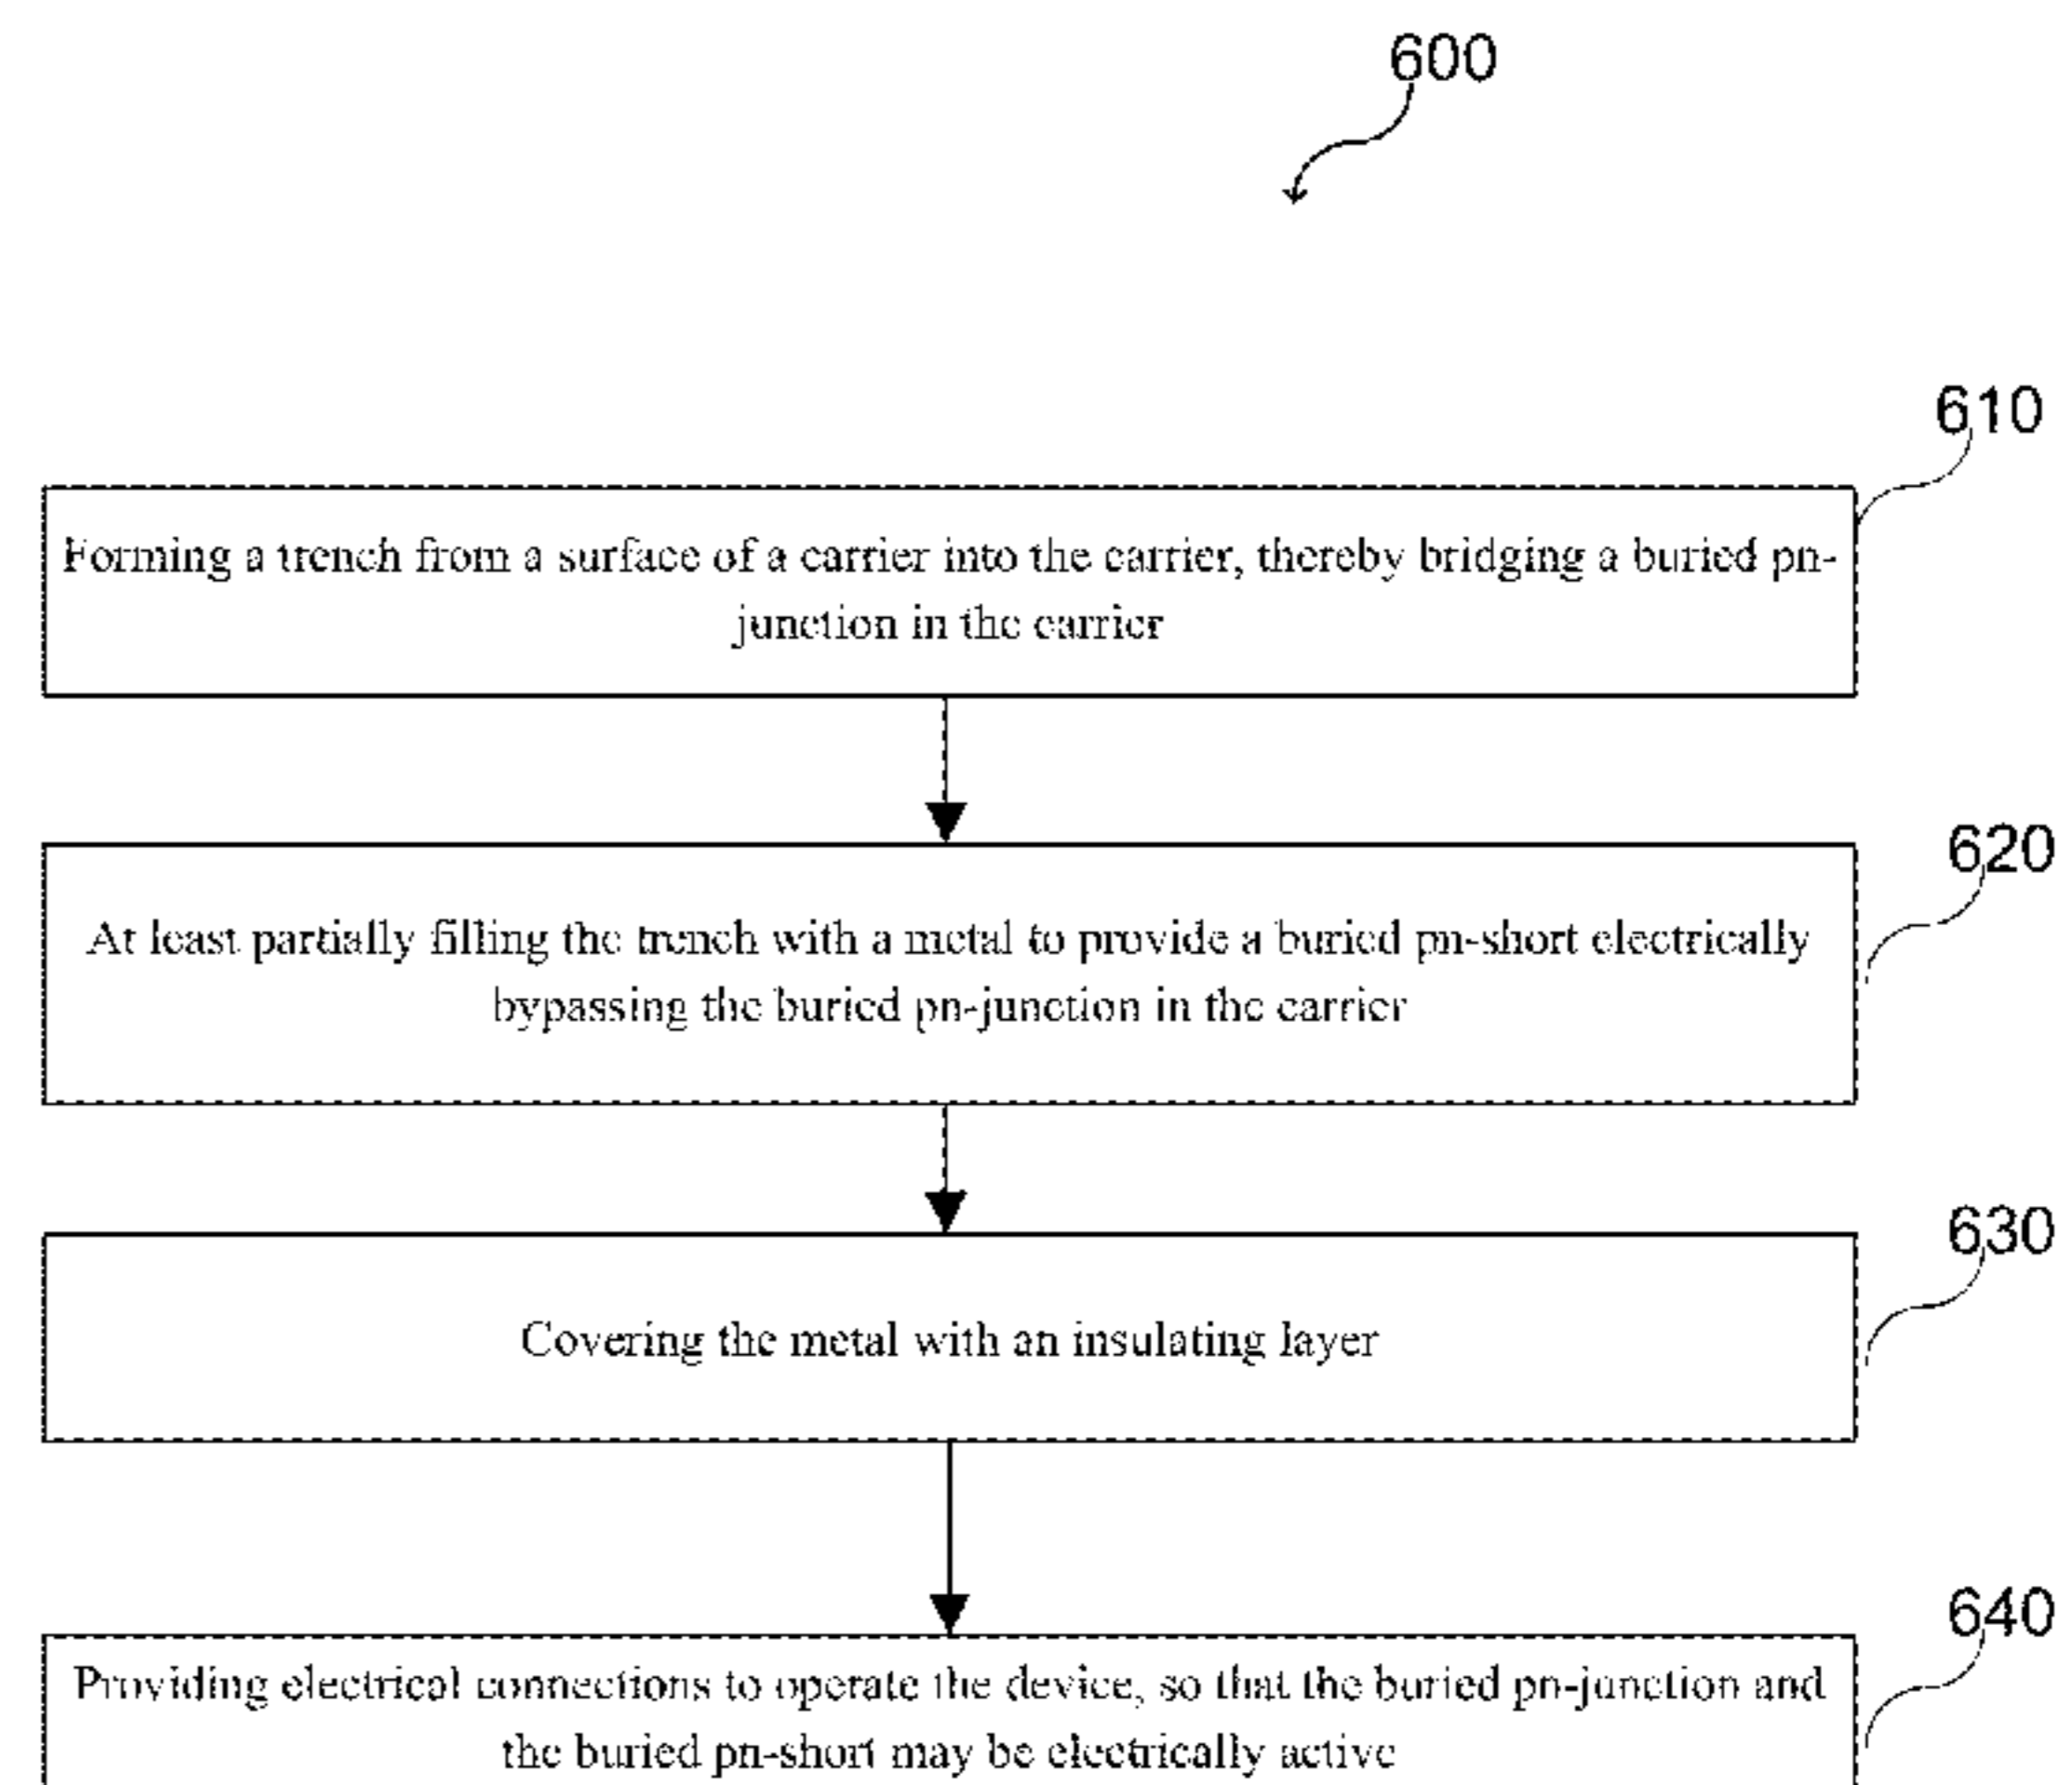 600
610
Forming a trench from a surface of a carrier into the carrier, thereby bridging a buried pn-
junction in the carrier
620
At least partially filling the trench with a metal to provide a buried pn-short electrically
bypassing the buried pn-junction in the carrier
630
Covering the metal with an insulating layer
640
Providing electrical connections to operate the device, so that the buried pn-junction and
the buried pn-short may be electrically active